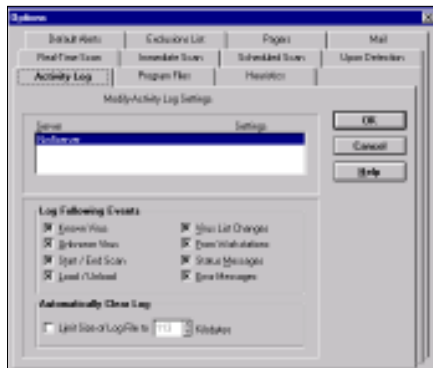 Options
Default Alerts Exclusions List Pagers Mail
Real-Time Scan Immediate Scan Scheduled Scan Upon Detection
Activity Log Program Files Heuristics
Modify Activity Log Settings
Server Settings
OK
Cancel
Help
Log Following Events
Known Virus Virus List Changes
Unknown Virus From Workstations
Start / End Scan Status Messages
Load / Unload Error Messages
Automatically Clear Log
Limit Size of Log File to Kilobytes